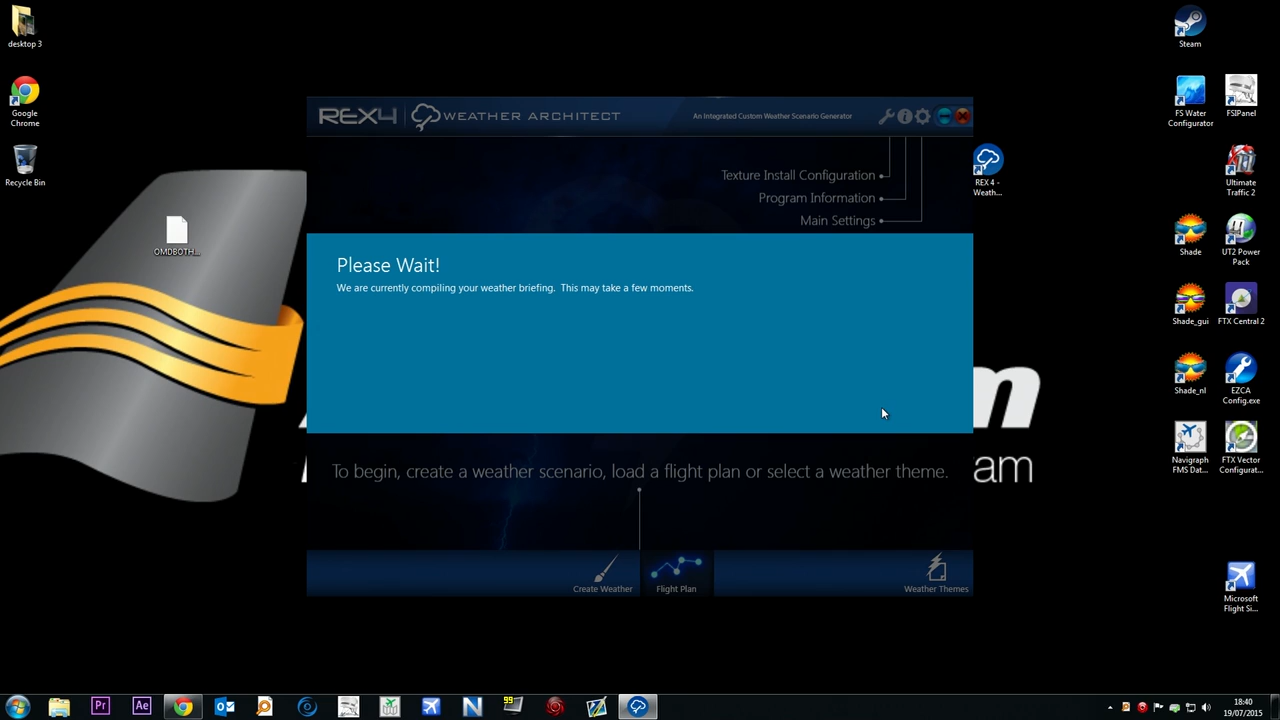 desktop 3
Google
Chrome
Recycle Bin
OMDBOTH...
REX4
WEATHER ARCHITECT
An Integrated Custom Weather Scenario Generator
Texture Install Configuration
Program Information
Main Settings
Please Wait!
We are currently compiling your weather briefing. This may take a few moments.
To begin, create a weather scenario, load a flight plan or select a weather theme.
Create Weather
Flight Plan
Weather Themes
REX 4 -
Weath...
m
am
Steam
FS Water
Configurator
FSIPanel
Ultimate
Traffic 2
Shade
UT2 Power
Pack
Shade_gui
FTX Central 2
Shade_nl
EZCA
Config.exe
Navigraph
FMS Dat...
FTX Vector
Configurat...
Microsoft
Flight Si...
Pr
Ae
99
18:40
19/07/2015